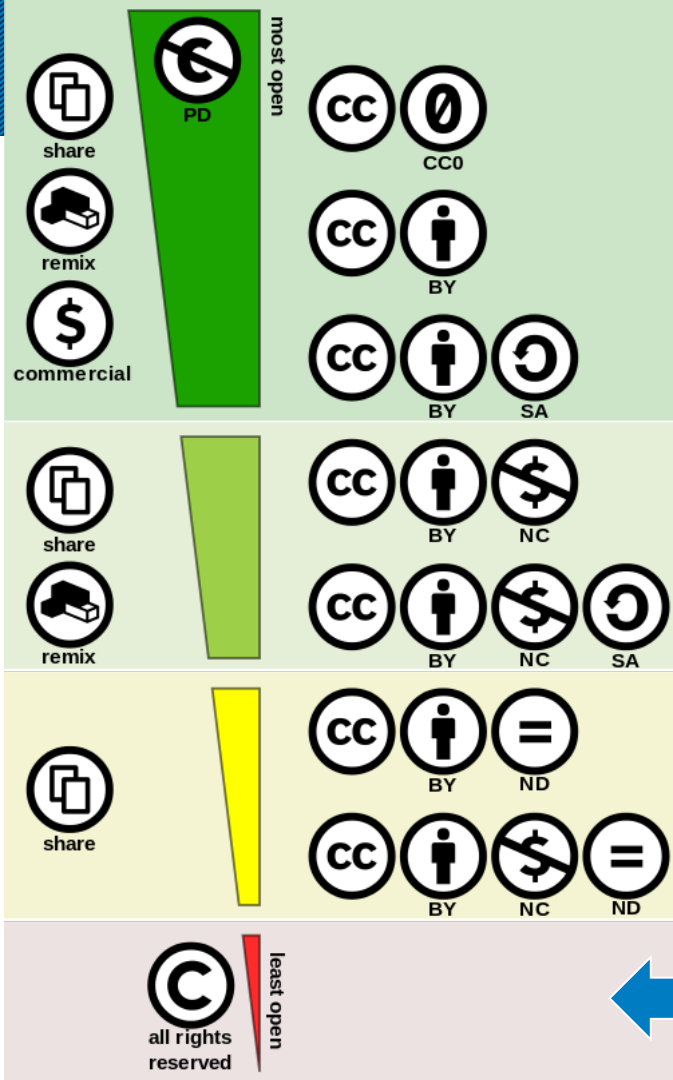 PD
most open
share
remix
commercial
cc 0
CC0
cc
BY
cc
BY SA
share
remix
cc $
BY NC
cc $
BY NC SA
share
cc =
BY ND
cc $ =
BY NC ND
C
all rights
reserved
least open